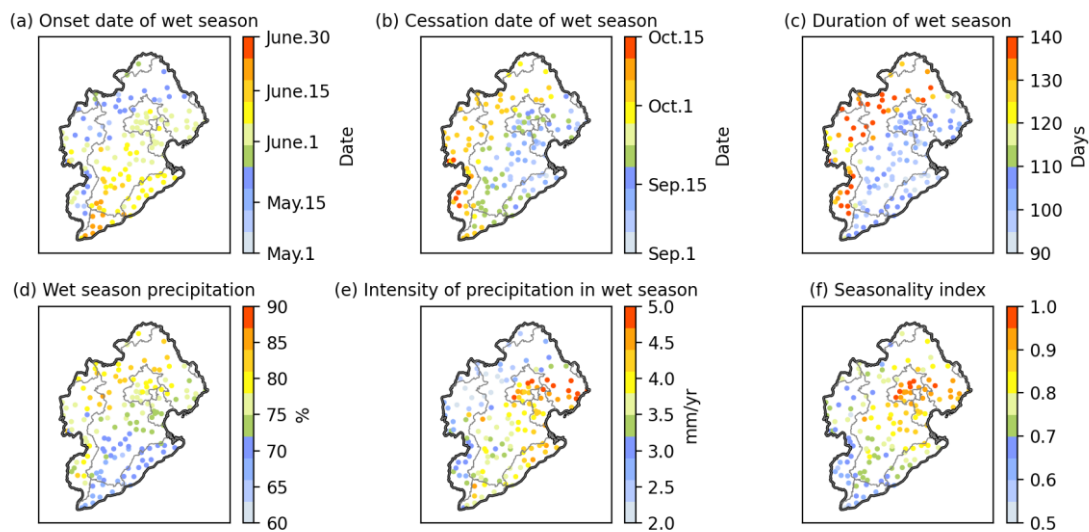 (a) Onset date of wet season
June.30
June.15
June.1
May.15
May.1
Date
(b) Cessation date of wet season
Oct.15
Oct.1
Sep.15
Sep.1
Date
(c) Duration of wet season
140
130
120
110
100
90
Days
(d) Wet season precipitation
90
85
80
75
70
65
60
%
(e) Intensity of precipitation in wet season
5.0
4.5
4.0
3.5
3.0
2.5
2.0
mm/yr
(f) Seasonality index
1.0
0.9
0.8
0.7
0.6
0.5